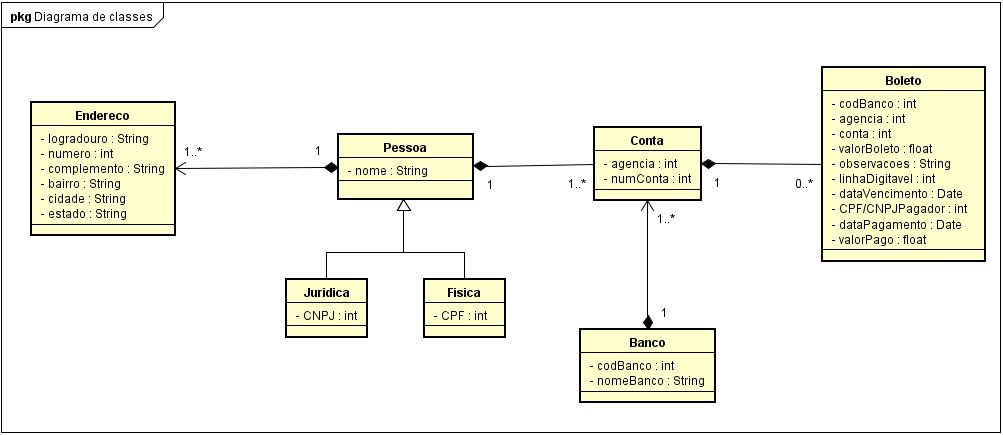 pkg Diagrama de classes
Endereco
- logradouro : String
- numero : int
- complemento : String
- bairro : String
- cidade : String
- estado : String
1..*
1
Pessoa
- nome : String
1
1..*
Conta
- agencia : int
- numConta : int
1
0..*
Boleto
- codBanco : int
- agencia : int
- conta : int
- valorBoleto : float
- observacoes : String
- linhaDigitavel : int
- dataVencimento : Date
- CPF/CNPJPagador : int
- dataPagamento : Date
- valorPago : float
1..*
1
Juridica
- CNPJ : int
Fisica
- CPF : int
Banco
- codBanco : int
- nomeBanco : String